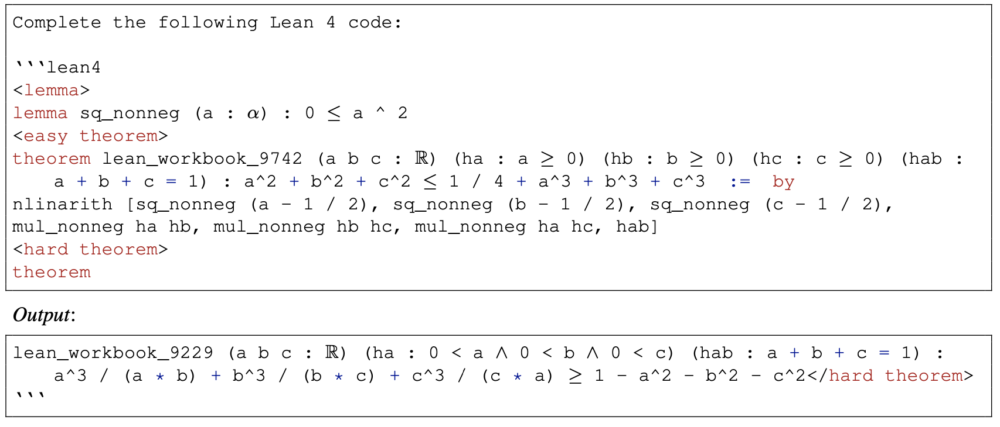 Complete the following Lean 4 code:
```lean4
<lemma>
lemma sq_nonneg (a : α) : 0 ≤ a ^ 2
<easy theorem>
theorem lean_workbook_9742 (a b c : ℝ) (ha : a ≥ 0) (hb : b ≥ 0) (hc : c ≥ 0) (hab :
a + b + c = 1) : a^2 + b^2 + c^2 ≤ 1 / 4 + a^3 + b^3 + c^3  :=  by
nlinarith [sq_nonneg (a - 1 / 2), sq_nonneg (b - 1 / 2), sq_nonneg (c - 1 / 2),
mul_nonneg ha hb, mul_nonneg hb hc, mul_nonneg ha hc, hab]
<hard theorem>
theorem
Output:
lean_workbook_9229 (a b c : ℝ) (ha : 0 < a ∧ 0 < b ∧ 0 < c) (hab : a + b + c = 1) :
a^3 / (a * b) + b^3 / (b * c) + c^3 / (c * a) ≥ 1 - a^2 - b^2 - c^2</hard theorem>
```